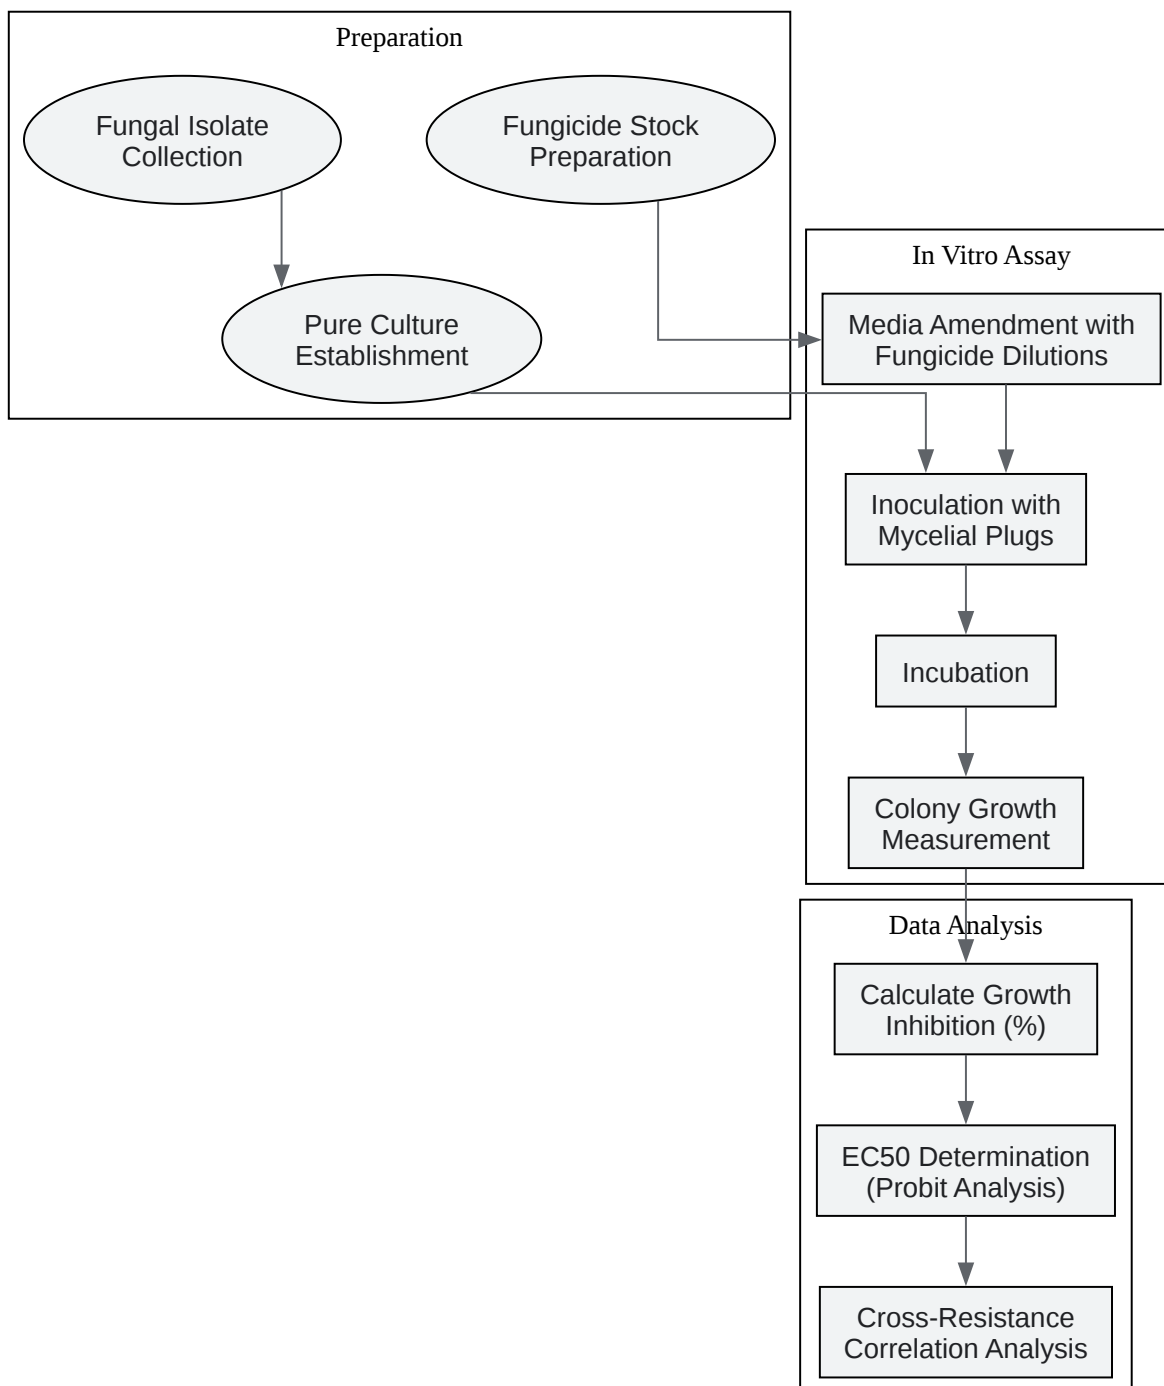 Preparation
Fungal Isolate
Collection
Fungicide Stock
Preparation
Pure Culture
Establishment
In Vitro Assay
Media Amendment with
Fungicide Dilutions
Inoculation with
Mycelial Plugs
Incubation
Colony Growth
Measurement
Data Analysis
Calculate Growth
Inhibition (%)
EC50 Determination
(Probit Analysis)
Cross-Resistance
Correlation Analysis